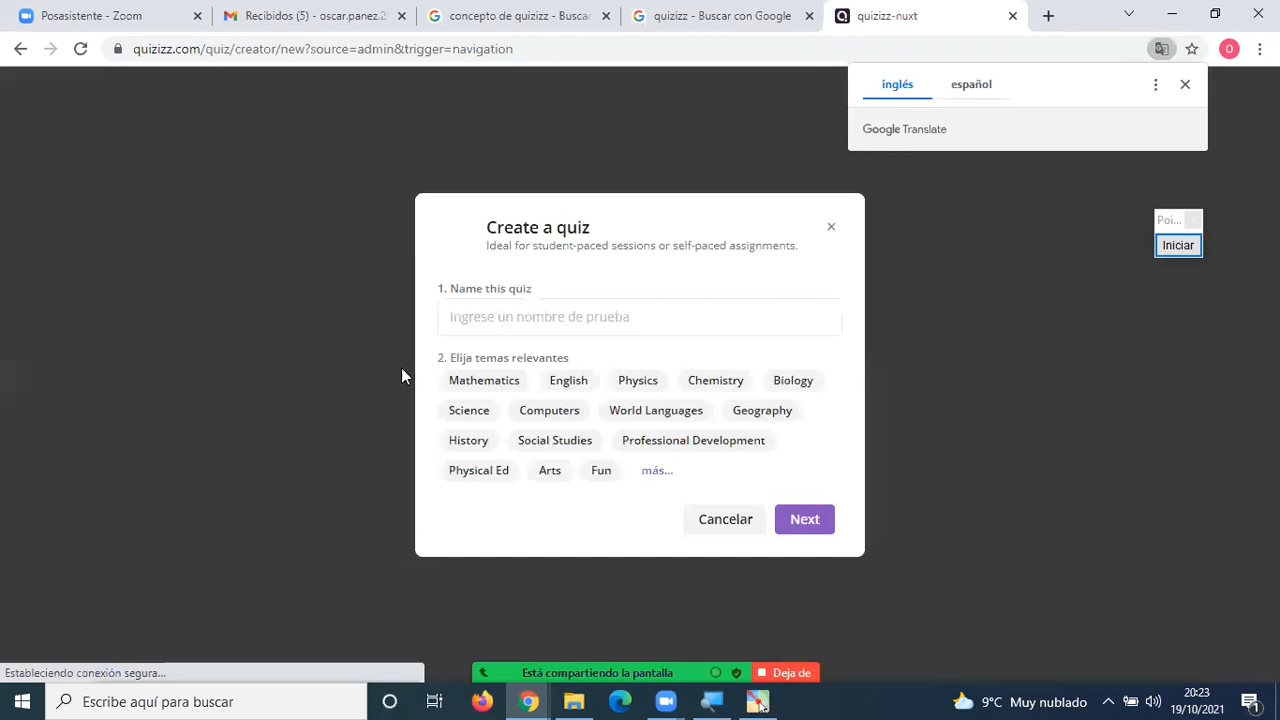 Posasistente - Zoom
Recibidos (5) - oscar.panez.2
concepto de quizizz - Buscar
quizizz - Buscar con Google
quizizz-nuxt
quizizz.com/quiz/creator/new?source=admin&trigger=navigation
O
inglés español
Google Translate
Poi...
Iniciar
Create a quiz
Ideal for student-paced sessions or self-paced assignments.
1. Name this quiz
Ingrese un nombre de prueba
2. Elija temas relevantes
Mathematics English Physics Chemistry Biology
Science Computers World Languages Geography
History Social Studies Professional Development
Physical Ed Arts Fun más...
Cancelar Next
Estableciendo conexión segura...
Está compartiendo la pantalla Deja de
Escribe aquí para buscar
9°C Muy nublado
20:23
19/10/2021
1